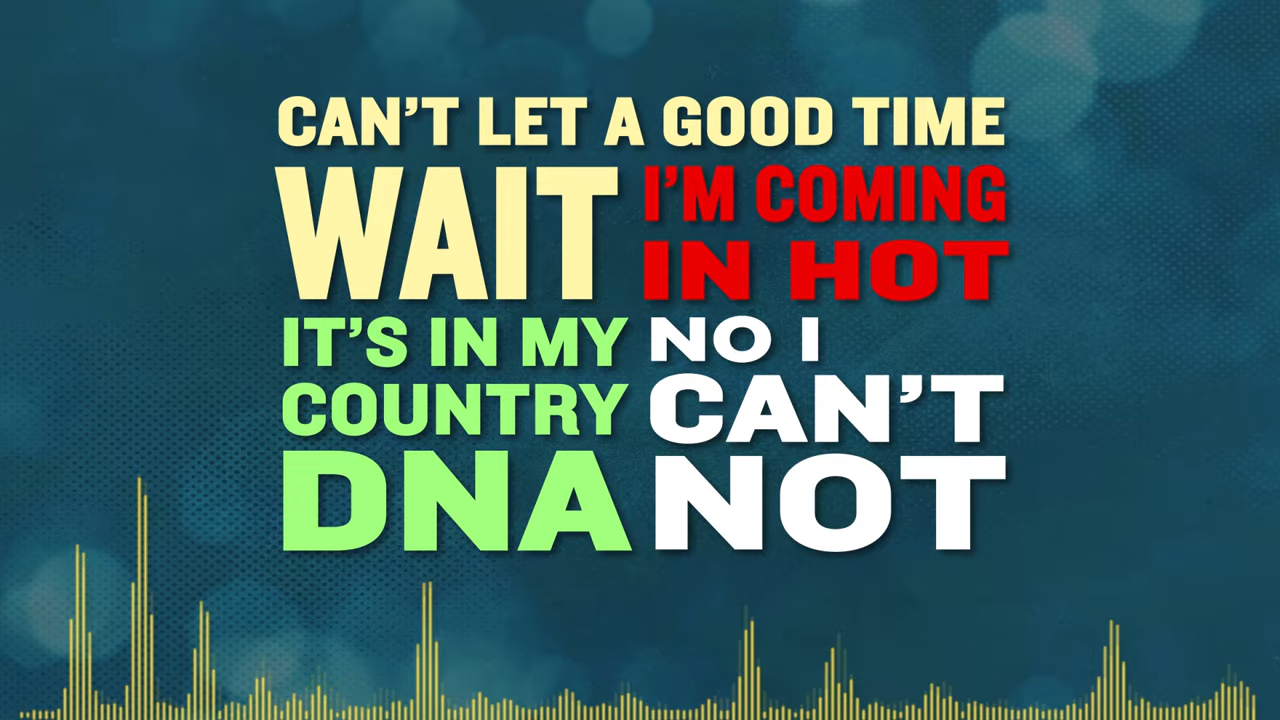 CAN'T LET A GOOD TIME
WAIT
I'M COMING
IN HOT
IT'S IN MY
COUNTRY
DNA
NO I
CAN'T
NOT